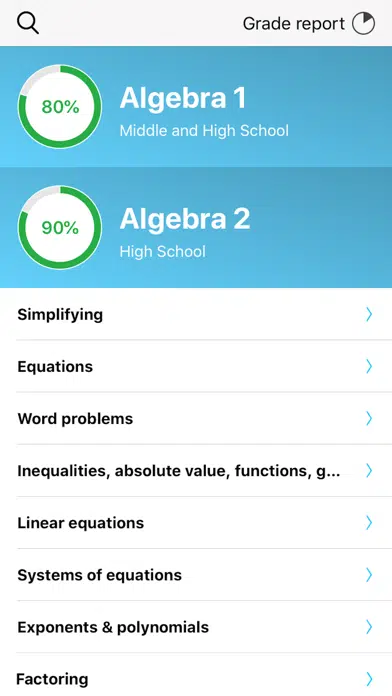 Grade report
80%
Algebra 1
Middle and High School
90%
Algebra 2
High School
Simplifying
Equations
Word problems
Inequalities, absolute value, functions, g...
Linear equations
Systems of equations
Exponents & polynomials
Factoring